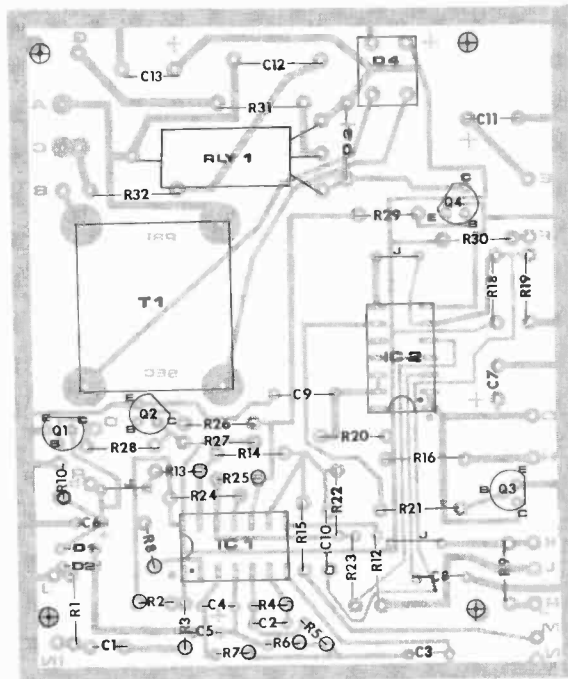 C13
C12
D4
R31
C11
RLY 1
D3
R32
Q4
E
C
B
R29
R30
J
R18
R19
T1
IC 2
C7
C9
Q1
E
C
B
Q2
E
C
B
R26
R27
R28
R14
R20
R13
R25
R16
R10
R24
R22
R21
Q3
B
E
C
J
C6
D1
D2
R8
IC 1
R15
C10
R23
R12
J
C8
R9
R1
R2
R3
C4
R4
C2
C5
C1
R7
R6
R5
C3